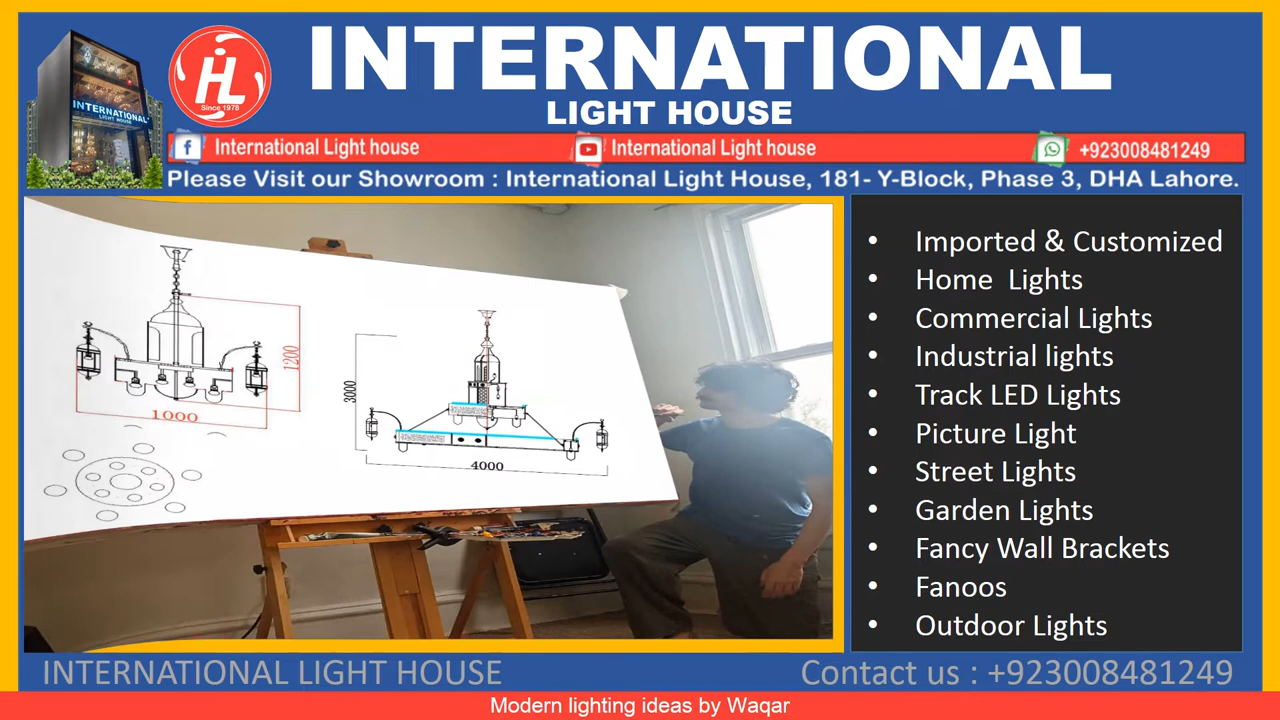 INTERNATIONAL
LIGHT HOUSE
INTERNATIONAL
LIGHT HOUSE
Since 1978
International Light house
International Light house
+923008481249
Please Visit our Showroom : International Light House, 181- Y-Block, Phase 3, DHA Lahore.
1200
1000
3000
4000
• Imported & Customized
• Home Lights
• Commercial Lights
• Industrial lights
• Track LED Lights
• Picture Light
• Street Lights
• Garden Lights
• Fancy Wall Brackets
• Fanoos
• Outdoor Lights
INTERNATIONAL LIGHT HOUSE
Contact us : +923008481249
Modern lighting ideas by Waqar